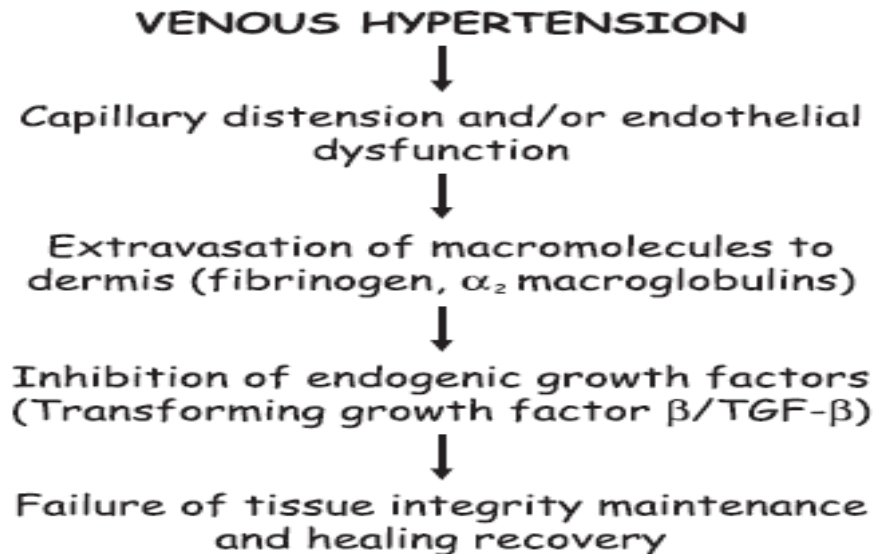 VENOUS HYPERTENSION
Capillary distension and/or endothelial
dysfunction
Extravasation of macromolecules to
dermis (fibrinogen, α₂ macroglobulins)
Inhibition of endogenic growth factors
(Transforming growth factor β/TGF-β)
Failure of tissue integrity maintenance
and healing recovery